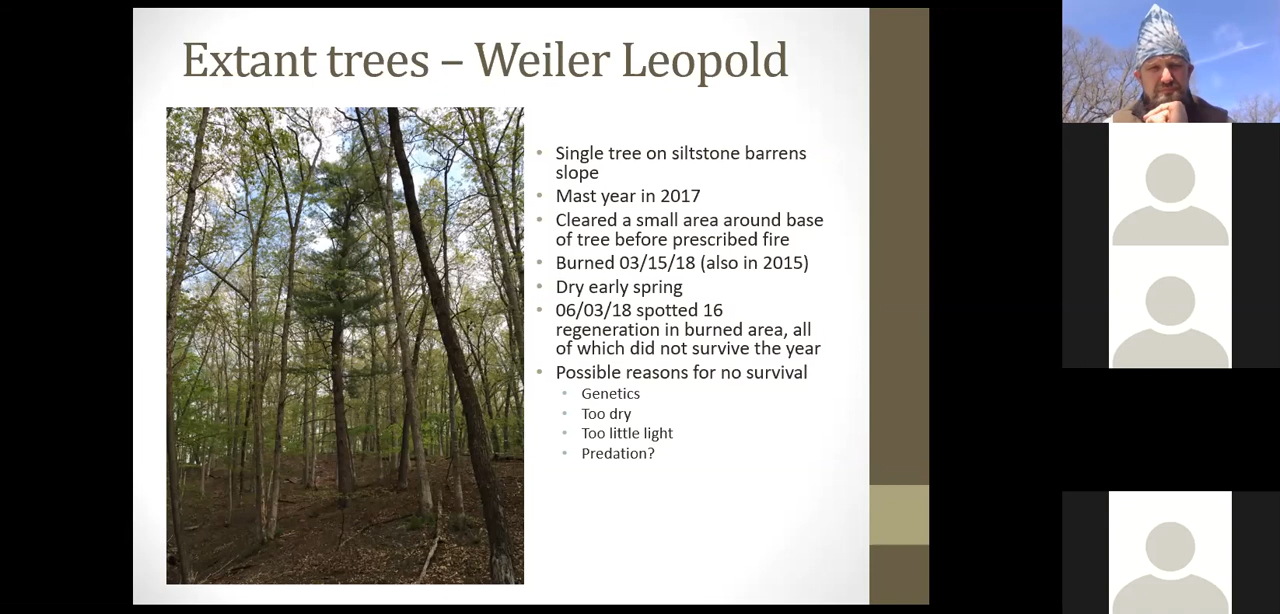 Extant trees – Weiler Leopold
• Single tree on siltstone barrens
slope
• Mast year in 2017
• Cleared a small area around base
of tree before prescribed fire
• Burned 03/15/18 (also in 2015)
• Dry early spring
• 06/03/18 spotted 16
regeneration in burned area, all
of which did not survive the year
• Possible reasons for no survival
• Genetics
• Too dry
• Too little light
• Predation?